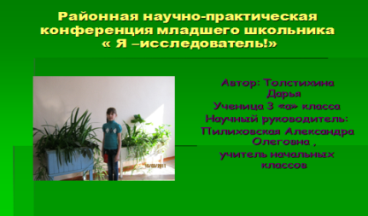 Районная научно-практическая
конференция младшего школьника
« Я –исследователь!»
Автор: Толстихина
Дарья
Ученица 3 «а» класса
Научный руководитель:
Пилиховская Александра
Олеговна ,
учитель начальных
классов